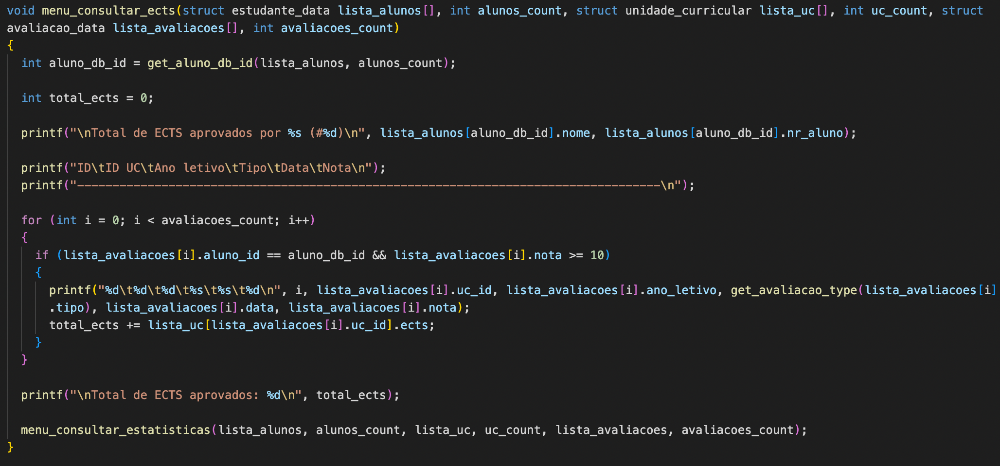 void menu_consultar_ects(struct estudante_data lista_alunos[], int alunos_count, struct unidade_curricular lista_uc[], int uc_count, struct
avaliacao_data lista_avaliacoes[], int avaliacoes_count)
{
  int aluno_db_id = get_aluno_db_id(lista_alunos, alunos_count);

  int total_ects = 0;

  printf("\nTotal de ECTS aprovados por %s (#%d)\n", lista_alunos[aluno_db_id].nome, lista_alunos[aluno_db_id].nr_aluno);

  printf("ID\tID UC\tAno letivo\tTipo\tData\tNota\n");
  printf("-----------------------------------------------------------------------------------\n");

  for (int i = 0; i < avaliacoes_count; i++)
  {
    if (lista_avaliacoes[i].aluno_id == aluno_db_id && lista_avaliacoes[i].nota >= 10)
    {
      printf("%d\t%d\t%d\t%s\t%s\t%d\n", i, lista_avaliacoes[i].uc_id, lista_avaliacoes[i].ano_letivo, get_avaliacao_type(lista_avaliacoes[i]
      .tipo), lista_avaliacoes[i].data, lista_avaliacoes[i].nota);
      total_ects += lista_uc[lista_avaliacoes[i].uc_id].ects;
    }
  }

  printf("\nTotal de ECTS aprovados: %d\n", total_ects);

  menu_consultar_estatisticas(lista_alunos, alunos_count, lista_uc, uc_count, lista_avaliacoes, avaliacoes_count);
}